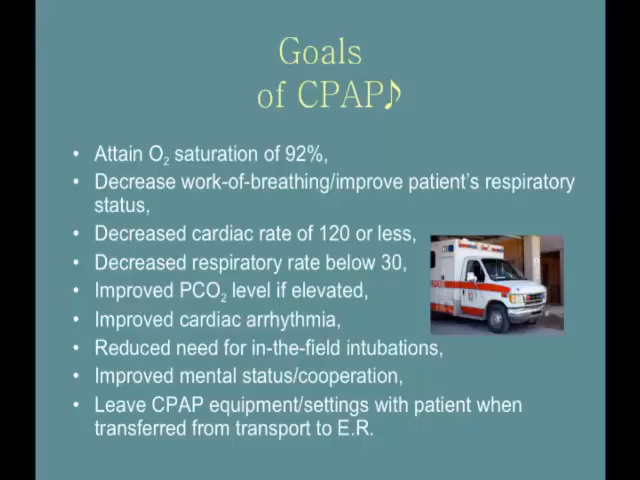 Goals
of CPAP♪
• Attain O₂ saturation of 92%,
• Decrease work-of-breathing/improve patient's respiratory
status,
• Decreased cardiac rate of 120 or less,
• Decreased respiratory rate below 30,
• Improved PCO₂ level if elevated,
• Improved cardiac arrhythmia,
• Reduced need for in-the-field intubations,
• Improved mental status/cooperation,
• Leave CPAP equipment/settings with patient when
transferred from transport to E.R.